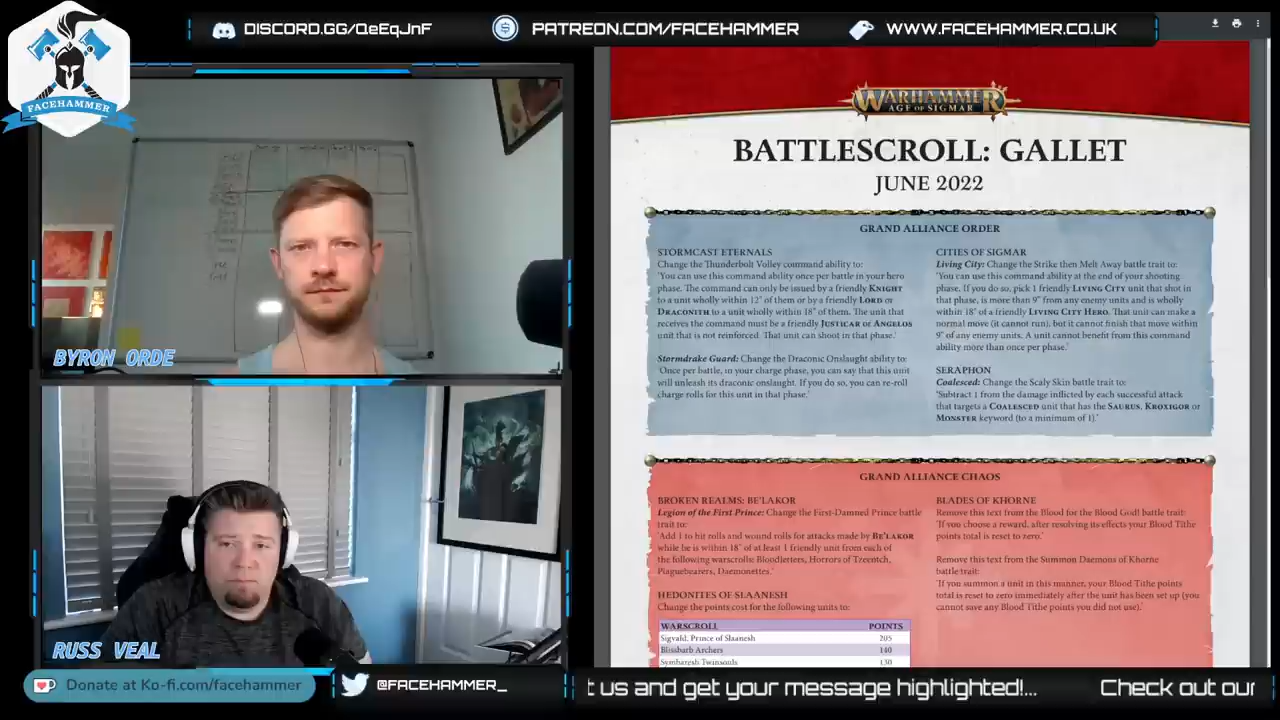 DISCORD.GG/QeEqJnF
PATREON.COM/FACEHAMMER
WWW.FACEHAMMER.CO.UK
FACEHAMMER
BYRON ORDE
RUSS VEAL
WARHAMMER
AGE OF SIGMAR
BATTLESCROLL: GALLET
JUNE 2022
GRAND ALLIANCE ORDER
STORMCAST ETERNALS
Change the Thunderbolt Volley command ability to:
'You can use this command ability once per battle in your hero
phase. The command can only be issued by a friendly KNIGHT
to a unit wholly within 12" of them or by a friendly LORD or
DRACONITH to a unit wholly within 18" of them. The unit that
receives the command must be a friendly JUSTICAR or ANGELOS
unit that is not reinforced. That unit can shoot in that phase.'
Stormdrake Guard: Change the Draconic Onslaught ability to:
'Once per battle, in your charge phase, you can say that this unit
will unleash its draconic onslaught. If you do so, you can re-roll
charge rolls for this unit in that phase.'
CITIES OF SIGMAR
Living City: Change the Strike then Melt Away battle trait to:
'You can use this command ability at the end of your shooting
phase. If you do so, pick 1 friendly LIVING CITY unit that shot in
that phase, is more than 9" from any enemy units and is wholly
within 18" of a friendly LIVING CITY HERO. That unit can make a
normal move (it cannot run), but it cannot finish that move within
9" of any enemy units. A unit cannot benefit from this command
ability more than once per phase.'
SERAPHON
Coalesced: Change the Scaly Skin battle trait to:
'Subtract 1 from the damage inflicted by each successful attack
that targets a COALESCED unit that has the SAURUS, KROXIGOR or
MONSTER keyword (to a minimum of 1).'
GRAND ALLIANCE CHAOS
BROKEN REALMS: BE'LAKOR
Legion of the First Prince: Change the First-Damned Prince battle
trait to:
'Add 1 to hit rolls and wound rolls for attacks made by BE'LAKOR
while he is within 18" of at least 1 friendly unit from each of
the following warscrolls: Bloodletters, Horrors of Tzeentch,
Plaguebearers, Daemonettes.'
HEDONITES OF SLAANESH
Change the points cost for the following units to:
WARSCROLL POINTS
Sigvald, Prince of Slaanesh 205
Blissbarb Archers 140
Symbaresh Twinsouls 130
BLADES OF KHORNE
Remove this text from the Blood for the Blood God! battle trait:
'If you choose a reward, after resolving its effects your Blood Tithe
points total is reset to zero.'
Remove this text from the Summon Daemons of Khorne
battle trait:
'If you summon a unit in this manner, your Blood Tithe points
total is reset to zero immediately after the unit has been set up (you
cannot save any Blood Tithe points you did not use).'
Donate at Ko-fi.com/facehammer
@FACEHAMMER_
t us and get your message highlighted!... Check out our